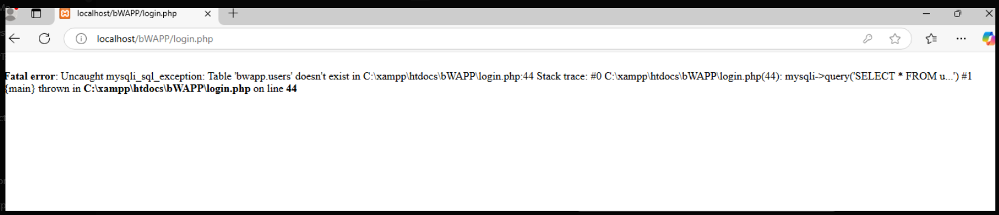 localhost/bWAPP/login.php
localhost/bWAPP/login.php
Fatal error: Uncaught mysqli_sql_exception: Table 'bwapp.users' doesn't exist in C:\xampp\htdocs\bWAPP\login.php:44 Stack trace: #0 C:\xampp\htdocs\bWAPP\login.php(44): mysqli->query('SELECT * FROM u...') #1
{main} thrown in C:\xampp\htdocs\bWAPP\login.php on line 44